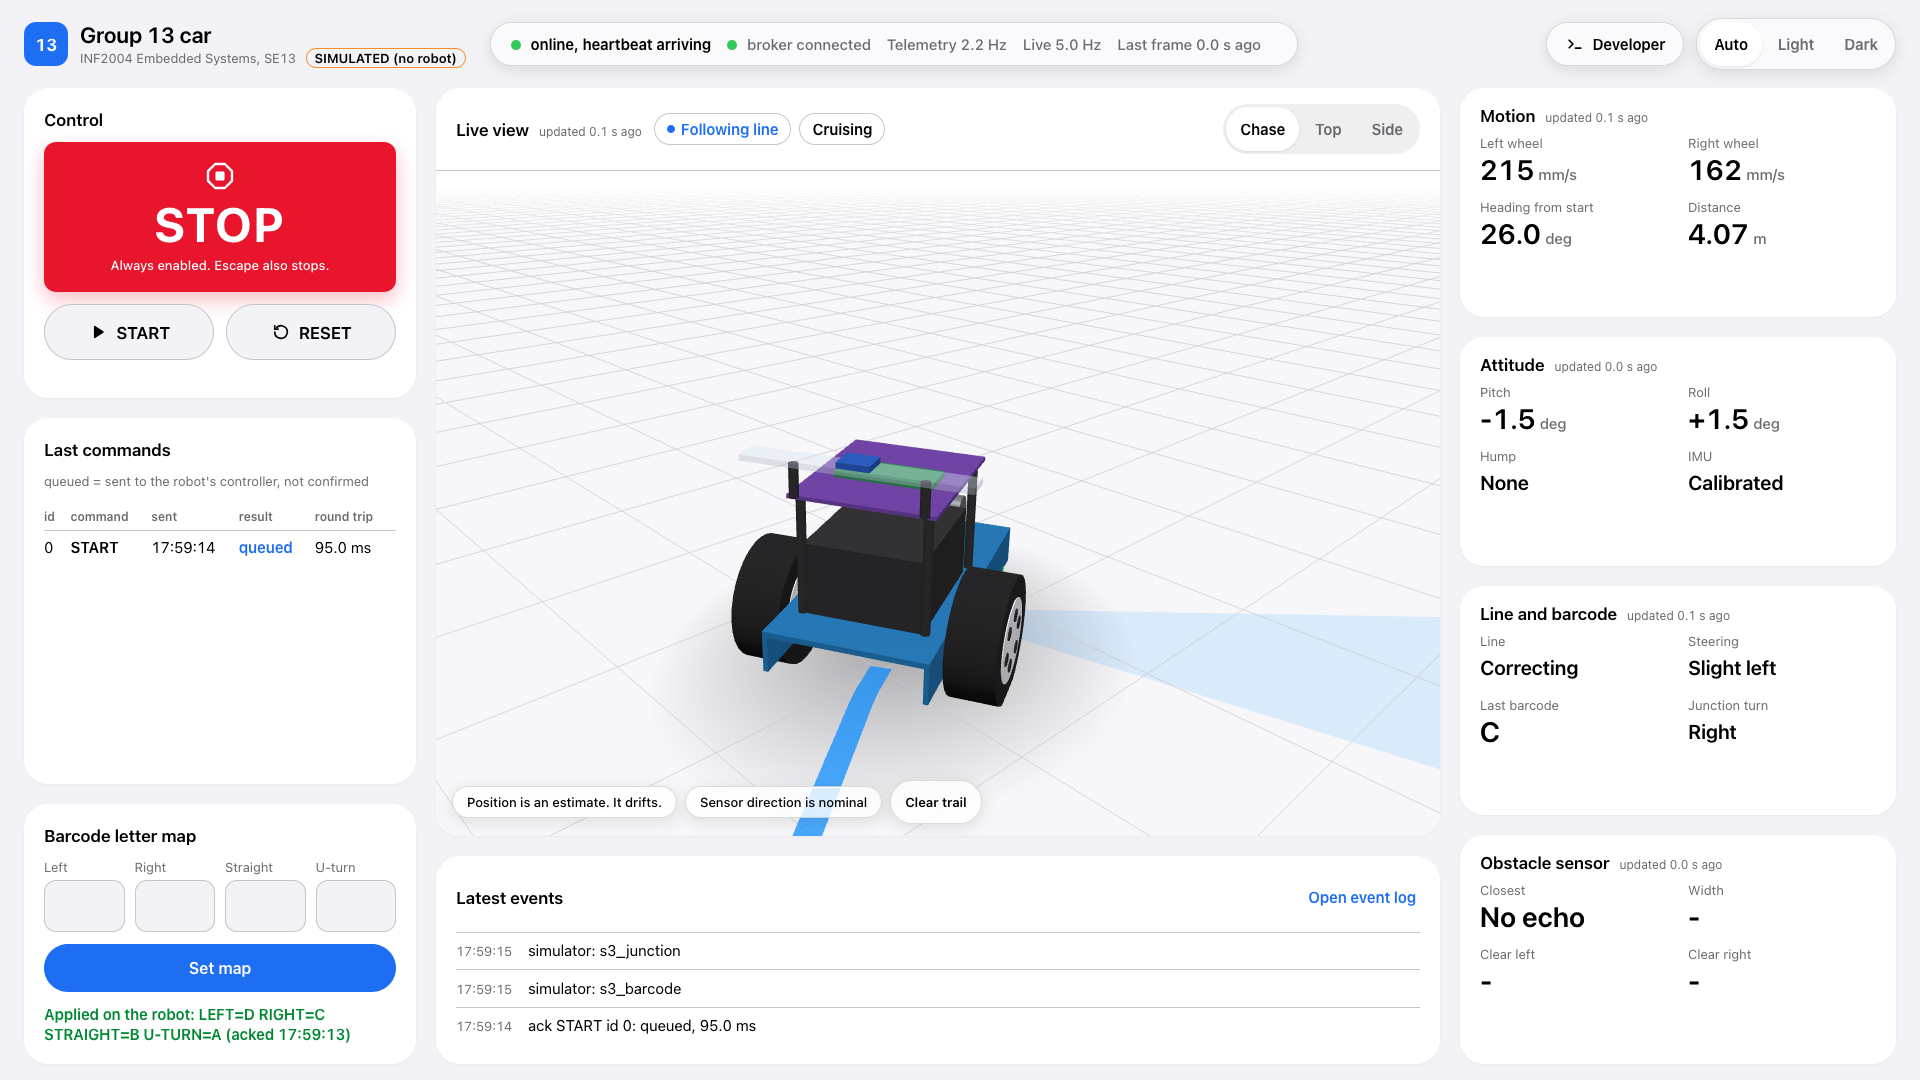 13
Group 13 car
INF2004 Embedded Systems, SE13
SIMULATED (no robot)
online, heartbeat arriving
broker connected
Telemetry 2.2 Hz
Live 5.0 Hz
Last frame 0.0 s ago
Developer
Auto
Light
Dark
Control
STOP
Always enabled. Escape also stops.
START
RESET
Last commands
queued = sent to the robot's controller, not confirmed
id command sent result round trip
0 START 17:59:14 queued 95.0 ms
Barcode letter map
Left Right Straight U-turn
Set map
Applied on the robot: LEFT=D RIGHT=C
STRAIGHT=B U-TURN=A (acked 17:59:13)
Live view updated 0.1 s ago
Following line
Cruising
Chase
Top
Side
Position is an estimate. It drifts.
Sensor direction is nominal
Clear trail
Latest events
Open event log
17:59:15 simulator: s3_junction
17:59:15 simulator: s3_barcode
17:59:14 ack START id 0: queued, 95.0 ms
Motion updated 0.1 s ago
Left wheel Right wheel
215 mm/s 162 mm/s
Heading from start Distance
26.0 deg 4.07 m
Attitude updated 0.0 s ago
Pitch Roll
-1.5 deg +1.5 deg
Hump IMU
None Calibrated
Line and barcode updated 0.1 s ago
Line Steering
Correcting Slight left
Last barcode Junction turn
C Right
Obstacle sensor updated 0.0 s ago
Closest Width
No echo -
Clear left Clear right
- -